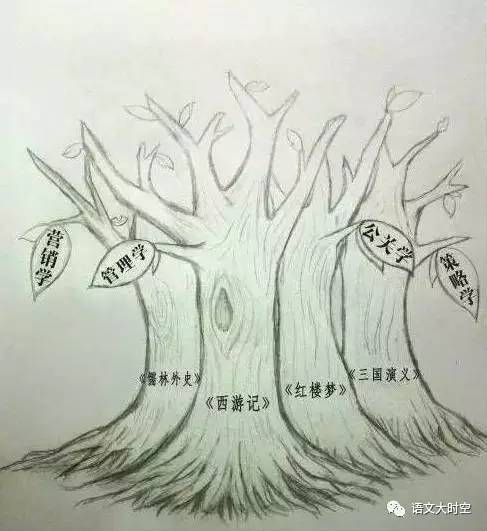 营销学
管理学
公关学
策略学
《儒林外史》
《西游记》
《红楼梦》
《三国演义》
语文大时空